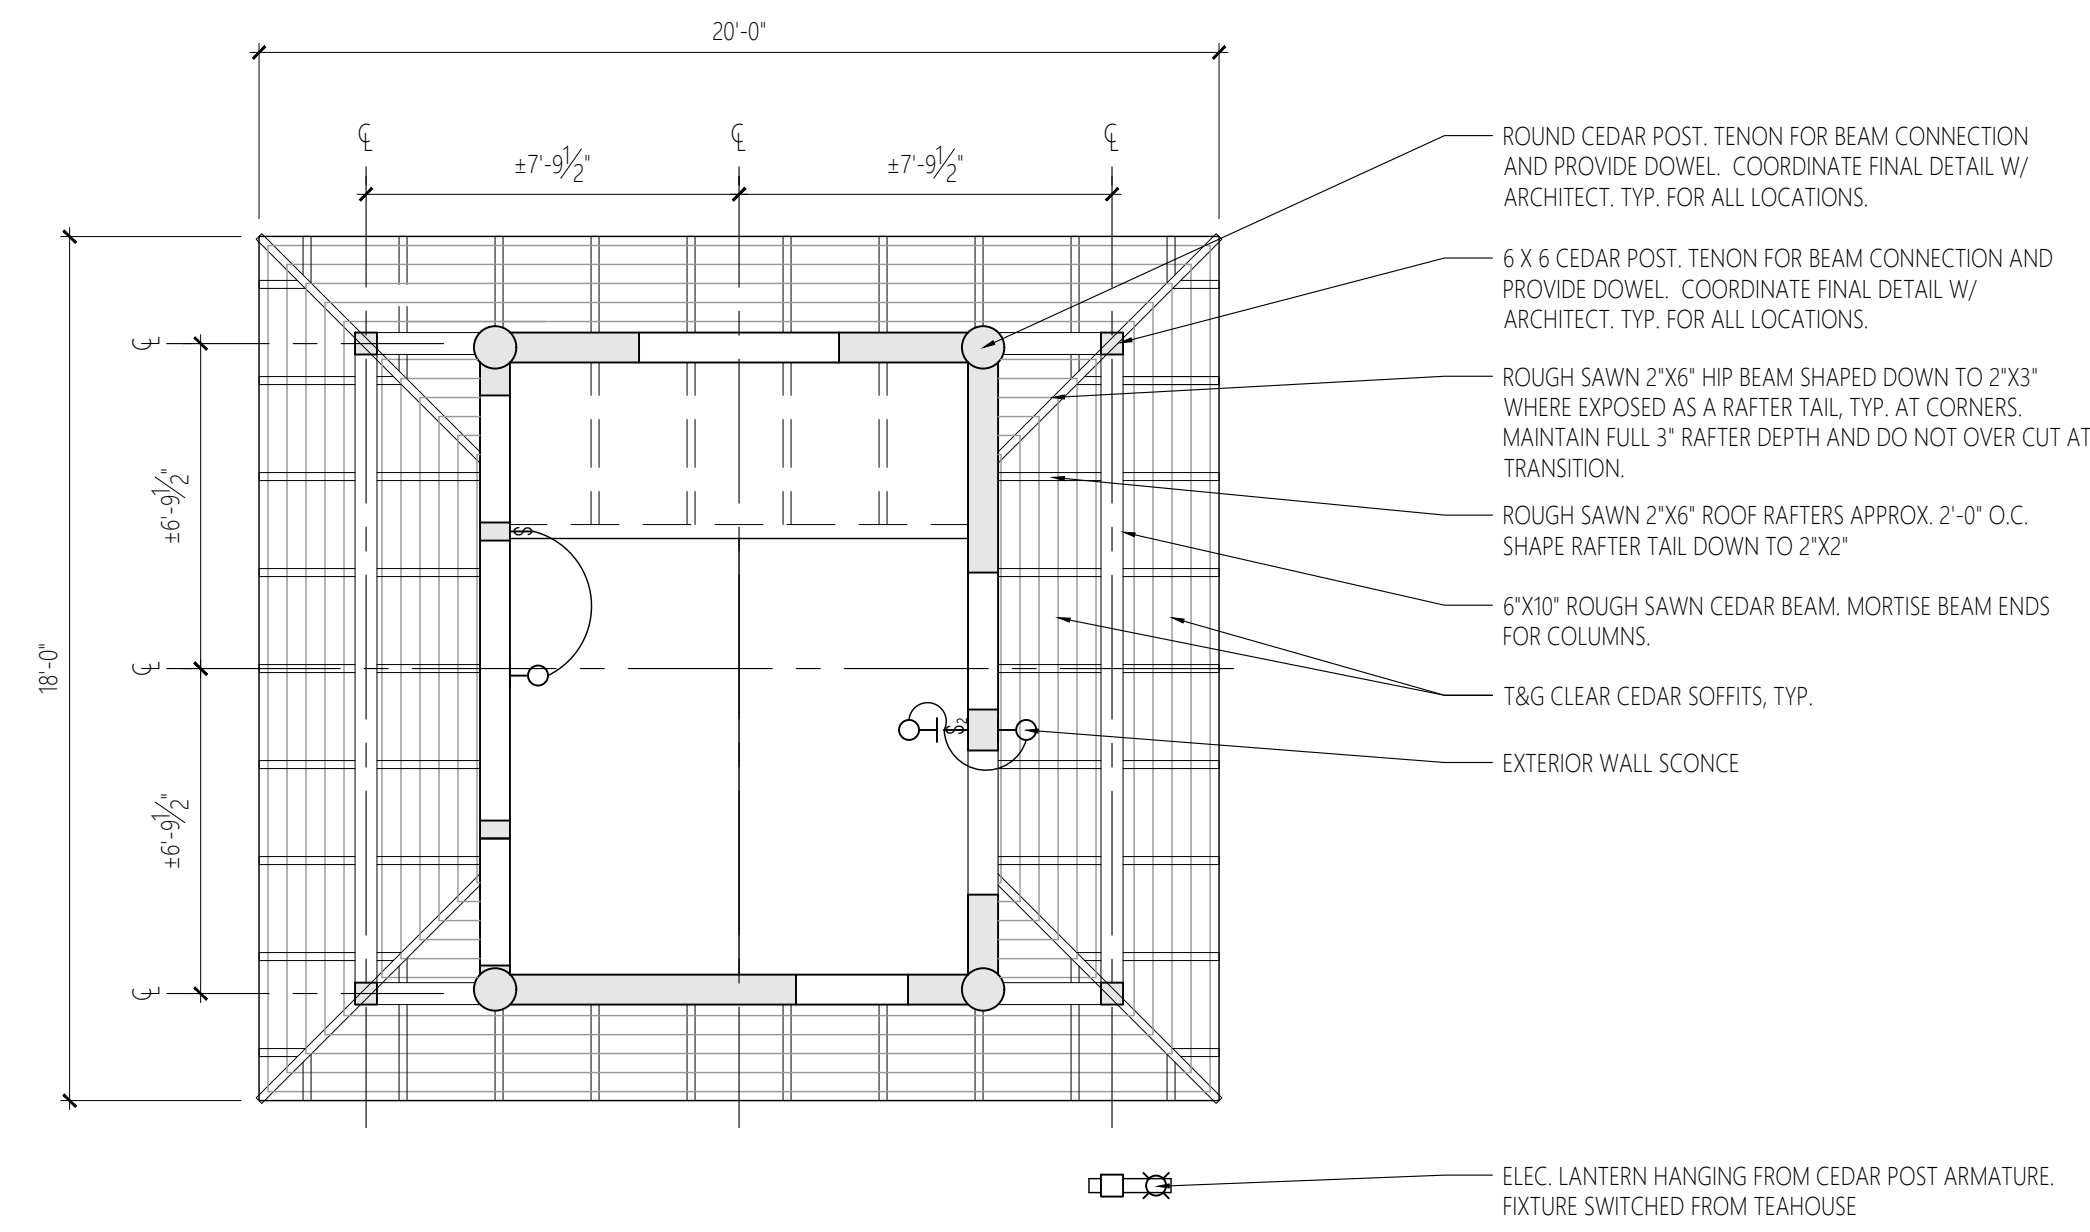 20'-0"
℄ ℄ ℄
±7'-9½" ±7'-9½"
ROUND CEDAR POST. TENON FOR BEAM CONNECTION
AND PROVIDE DOWEL. COORDINATE FINAL DETAIL W/
ARCHITECT. TYP. FOR ALL LOCATIONS.
6 X 6 CEDAR POST. TENON FOR BEAM CONNECTION AND
PROVIDE DOWEL. COORDINATE FINAL DETAIL W/
ARCHITECT. TYP. FOR ALL LOCATIONS.
℄
ROUGH SAWN 2"X6" HIP BEAM SHAPED DOWN TO 2"X3"
WHERE EXPOSED AS A RAFTER TAIL, TYP. AT CORNERS.
MAINTAIN FULL 3" RAFTER DEPTH AND DO NOT OVER CUT AT
TRANSITION.
±6'-9½"
ROUGH SAWN 2"X6" ROOF RAFTERS APPROX. 2'-0" O.C.
SHAPE RAFTER TAIL DOWN TO 2"X2"
S
6"X10" ROUGH SAWN CEDAR BEAM. MORTISE BEAM ENDS
FOR COLUMNS.
18'-0"
℄
T&G CLEAR CEDAR SOFFITS, TYP.
S2
EXTERIOR WALL SCONCE
±6'-9½"
℄
ELEC. LANTERN HANGING FROM CEDAR POST ARMATURE.
FIXTURE SWITCHED FROM TEAHOUSE